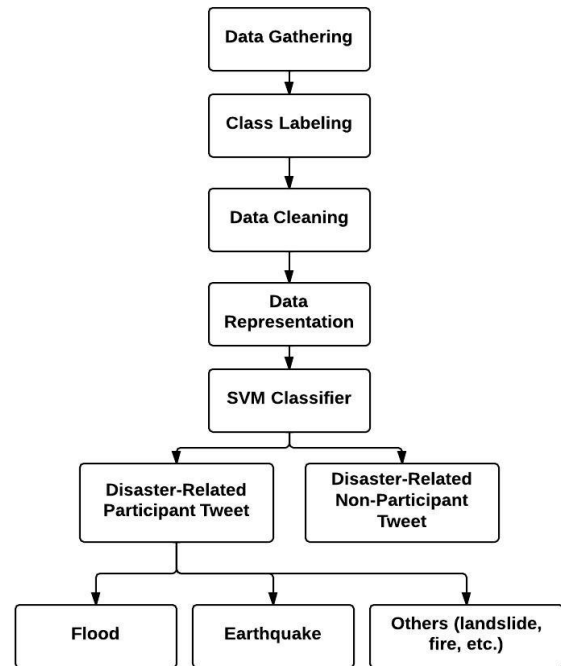 Data Gathering
Class Labeling
Data Cleaning
Data
Representation
SVM Classifier
Disaster-Related
Participant Tweet
Disaster-Related
Non-Participant
Tweet
Flood
Earthquake
Others (landslide,
fire, etc.)